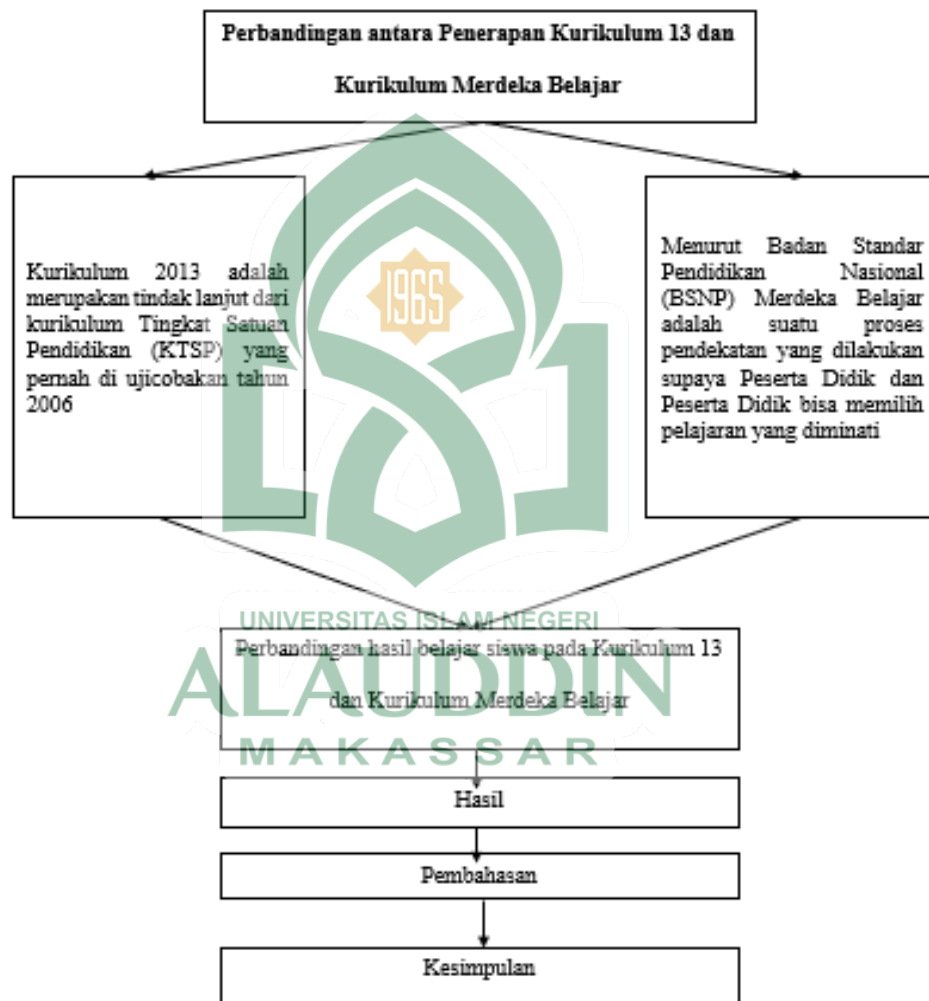 Perbandingan antara Penerapan Kurikulum 13 dan
Kurikulum Merdeka Belajar
Kurikulum 2013 adalah
merupakan tindak lanjut dari
kurikulum Tingkat Satuan
Pendidikan (KTSP) yang
pernah di ujicobakan tahun
2006
1965
Menurut Badan Standar
Pendidikan Nasional
(BSNP) Merdeka Belajar
adalah suatu proses
pendekatan yang dilakukan
supaya Peserta Didik dan
Peserta Didik bisa memilih
pelajaran yang diminati
UNIVERSITAS ISLAM NEGERI
Perbandingan hasil belajar siswa pada Kurikulum 13
ALAUDDIN
dan Kurikulum Merdeka Belajar
MAKASSAR
Hasil
Pembahasan
Kesimpulan